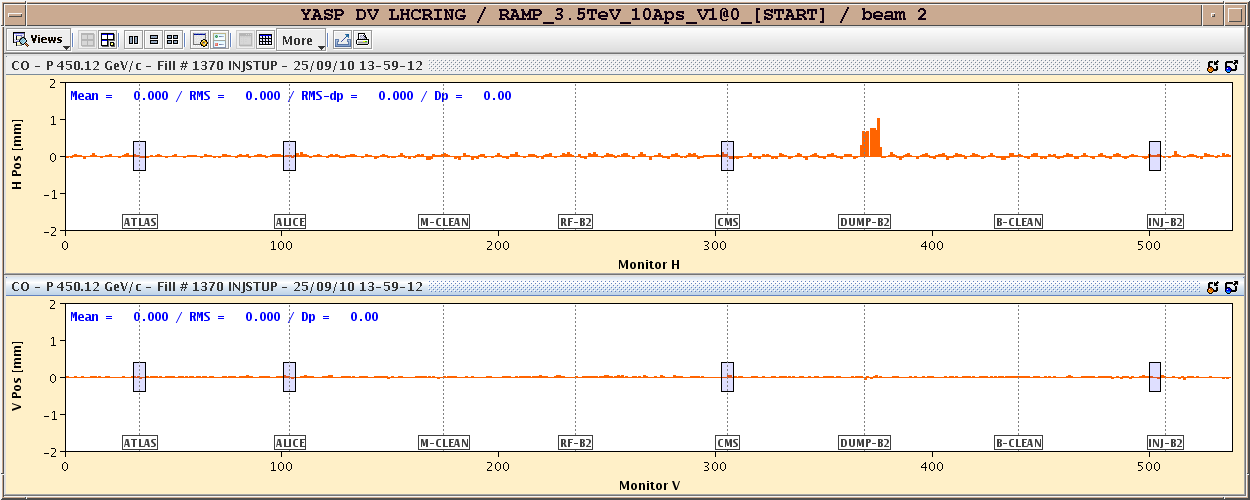 YASP DV LHCRING / RAMP_3.5TeV_10Aps_V1@0_[START] / beam 2
Views More
CO - P 450.12 GeV/c - Fill # 1370 INJSTUP - 25/09/10 13-59-12
Mean = 0.000 / RMS = 0.000 / RMS-dp = 0.000 / Dp = 0.00
H Pos [mm]
2
1
0
-1
-2
ATLAS ALICE M-CLEAN RF-B2 CMS DUMP-B2 B-CLEAN INJ-B2
0 100 200 300 400 500
Monitor H
CO - P 450.12 GeV/c - Fill # 1370 INJSTUP - 25/09/10 13-59-12
Mean = 0.000 / RMS = 0.000 / Dp = 0.00
V Pos [mm]
2
1
0
-1
-2
ATLAS ALICE M-CLEAN RF-B2 CMS DUMP-B2 B-CLEAN INJ-B2
0 100 200 300 400 500
Monitor V